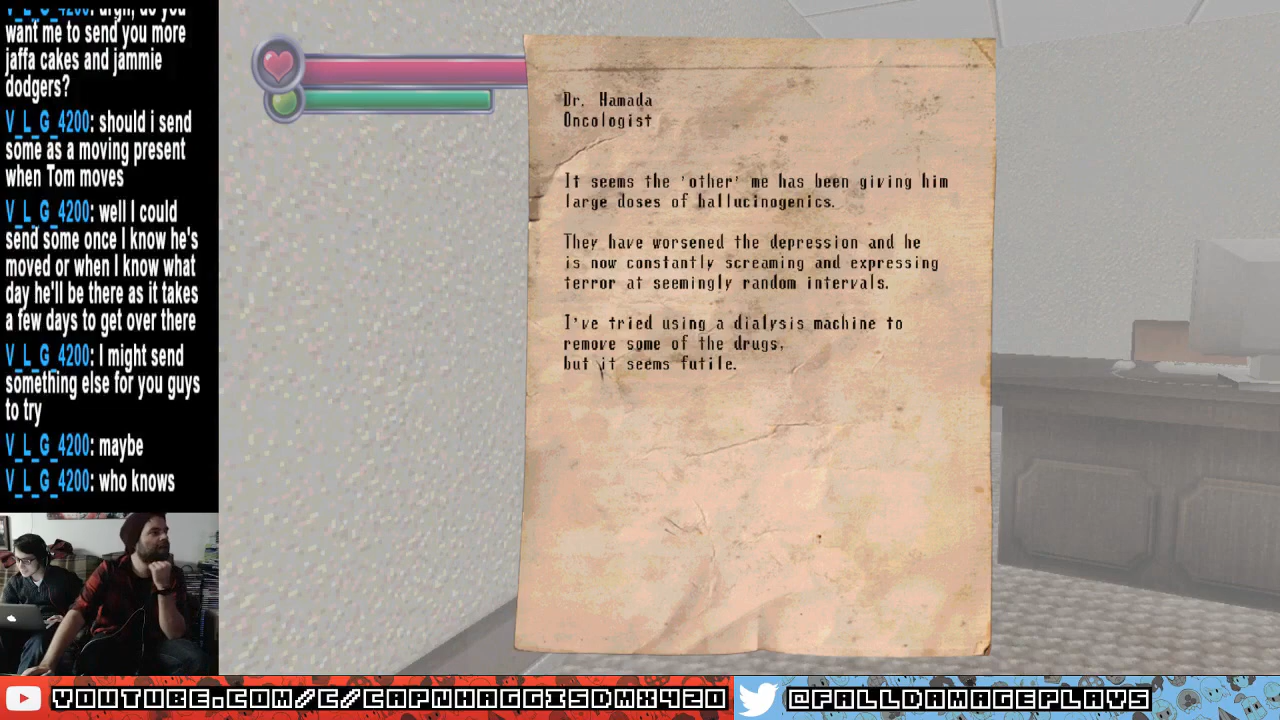 V_L_G_4200: urgh, do you
want me to send you more
jaffa cakes and jammie
dodgers?
V_L_G_4200: should i send
some as a moving present
when Tom moves
V_L_G_4200: well I could
send some once I know he's
moved or when I know what
day he'll be there as it takes
a few days to get over there
V_L_G_4200: I might send
something else for you guys
to try
V_L_G_4200: maybe
V_L_G_4200: who knows
Dr. Hamada
Oncologist
It seems the 'other' me has been giving him
large doses of hallucinogenics.
They have worsened the depression and he
is now constantly screaming and expressing
terror at seemingly random intervals.
I've tried using a dialysis machine to
remove some of the drugs,
but it seems futile.
YOUTUBE.COM/C/CAPNHAGGISDMX420
@FALLDAMAGEPLAYS